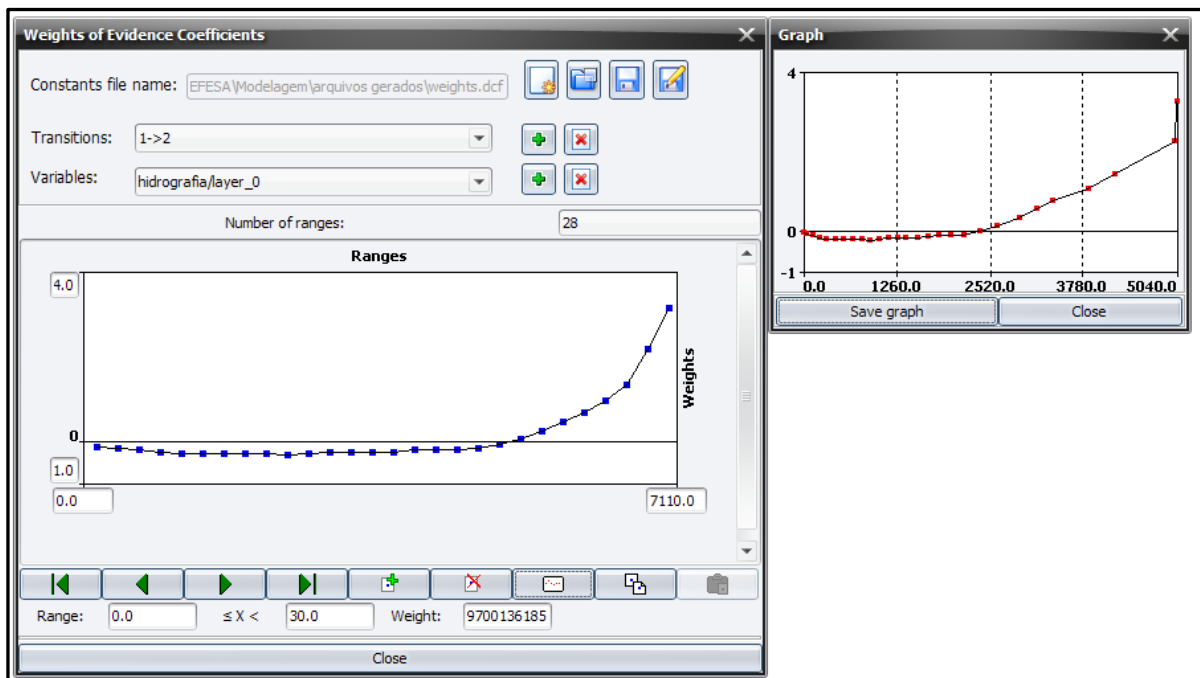 Weights of Evidence Coefficients
Constants file name: EFESA\Modelagem\arquivos gerados\weights.dcf
Transitions: 1->2
Variables: hidrografia/layer_0
Number of ranges: 28
Ranges
4.0
0
1.0
0.0 7110.0
Weights
Range: 0.0 ≤ X < 30.0 Weight: 9700136185
Close
Graph
4
0
-1
0.0 1260.0 2520.0 3780.0 5040.0
Save graph Close